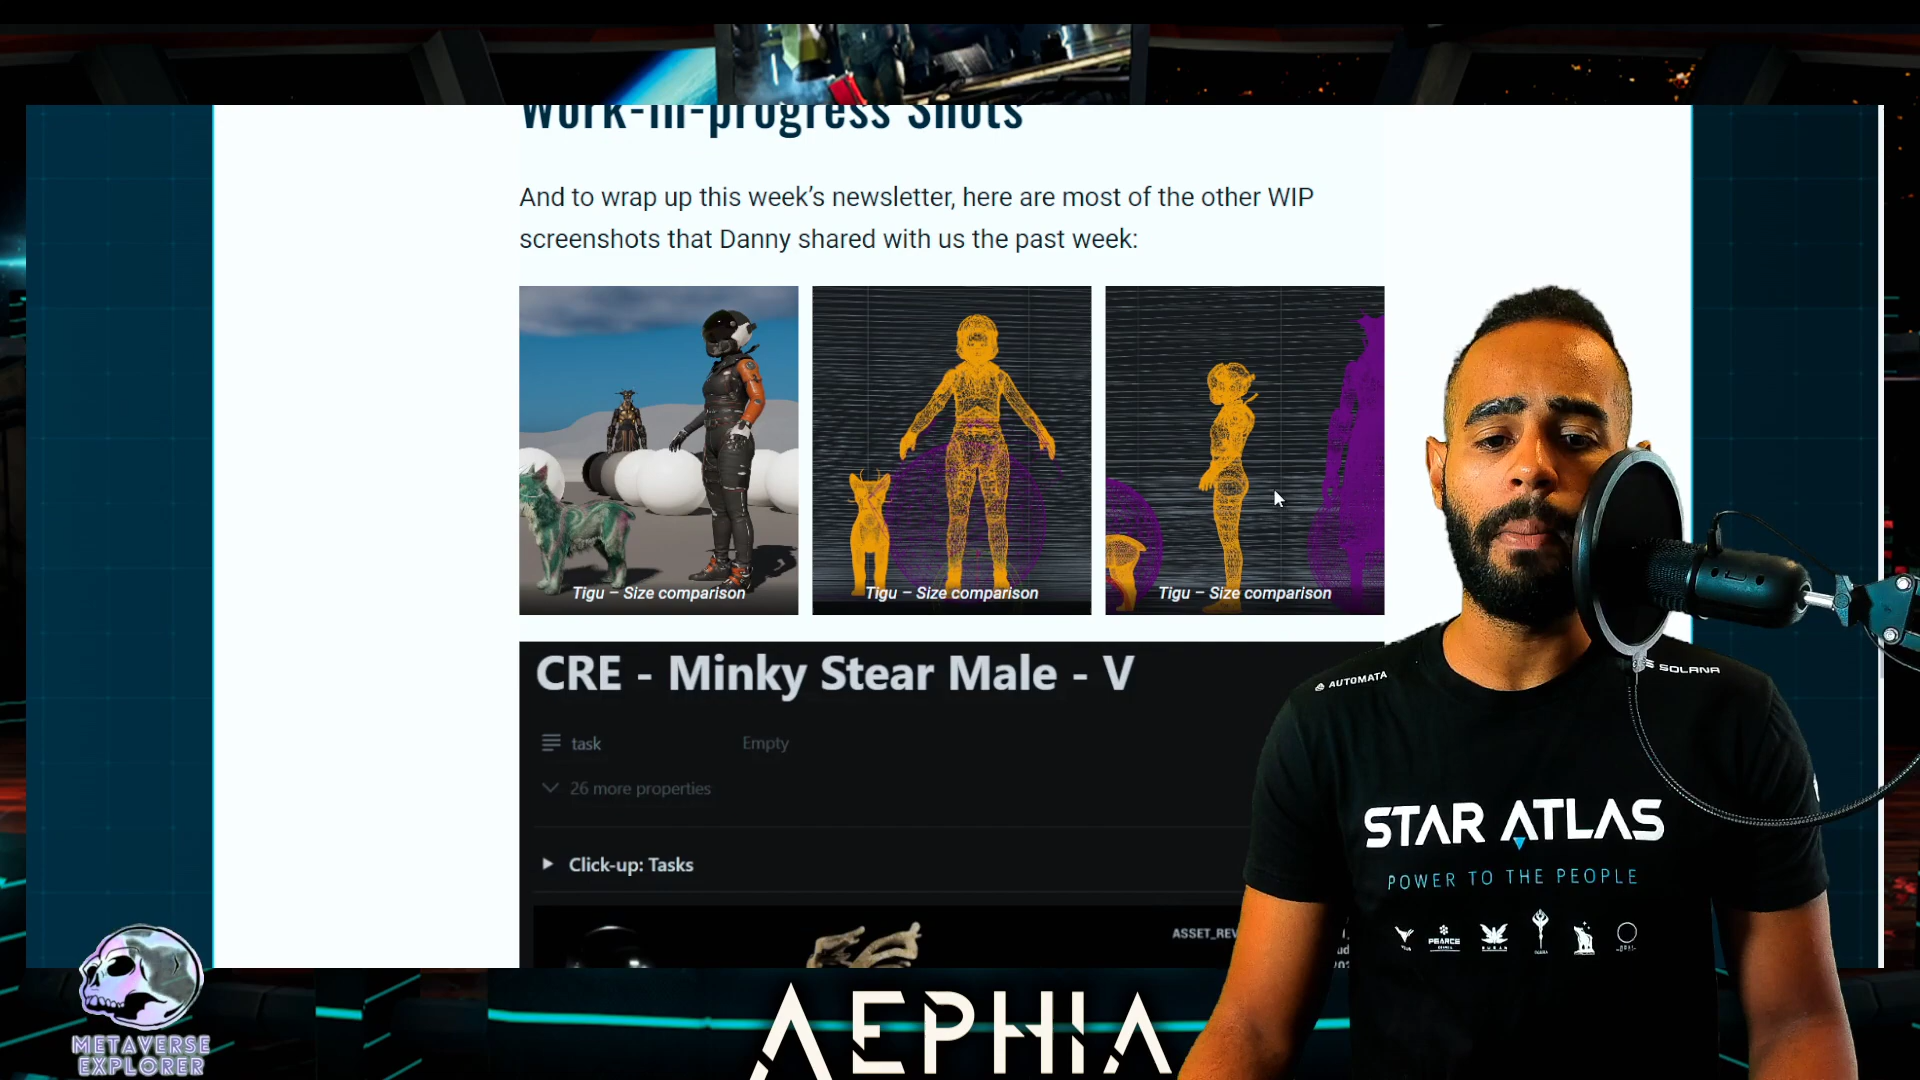 Work-in-progress Shots
And to wrap up this week's newsletter, here are most of the other WIP
screenshots that Danny shared with us the past week:
Tigu – Size comparison
Tigu – Size comparison
Tigu – Size comparison
CRE - Minky Stear Male - V
task Empty
26 more properties
Click-up: Tasks
ASSET_REV
AUTOMATA
SOLANA
STAR ATLAS
POWER TO THE PEOPLE
PEARCE
METAVERSE
EXPLORER
AEPHIA